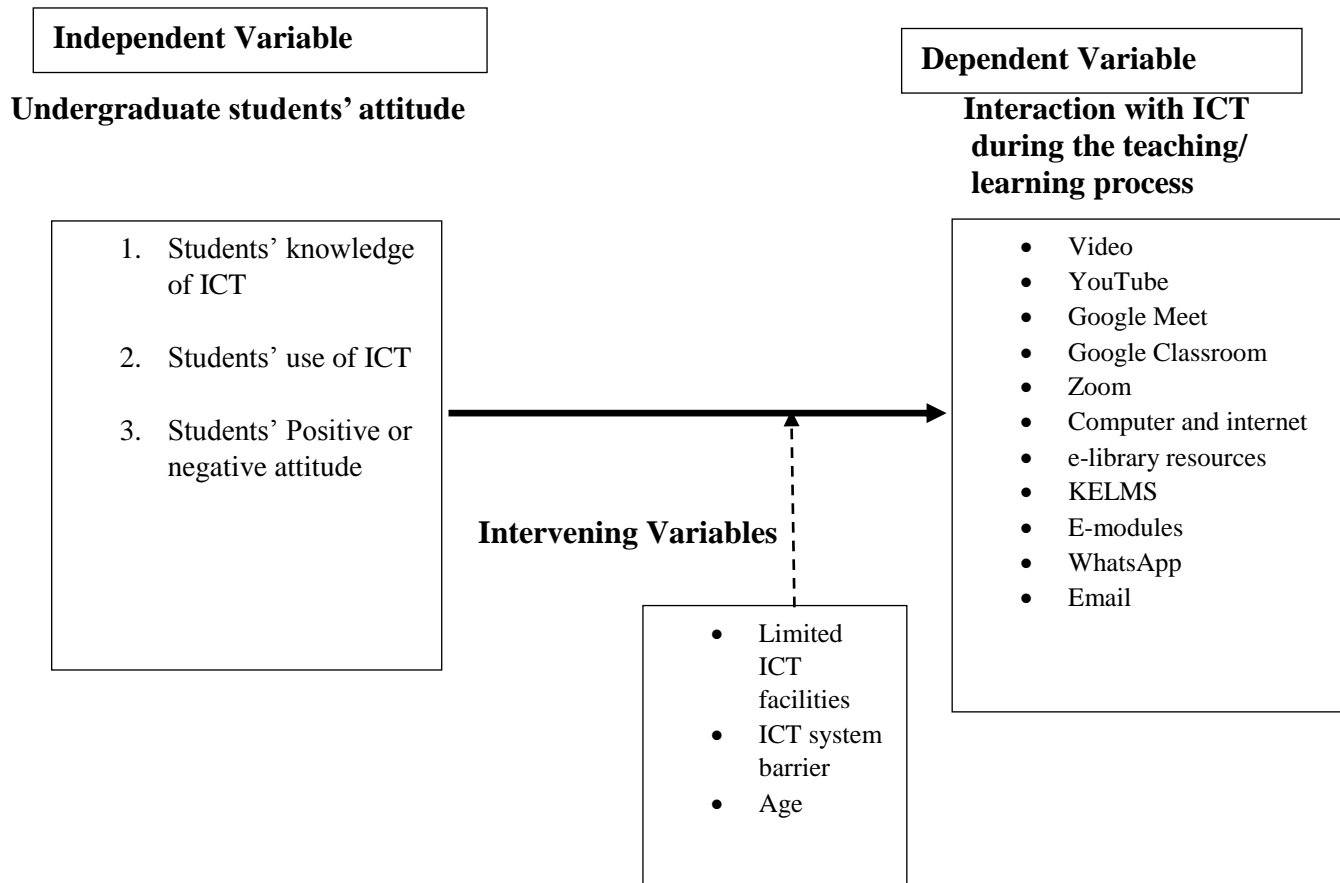 Independent Variable
Undergraduate students’ attitude
1. Students’ knowledge
of ICT
2. Students’ use of ICT
3. Students’ Positive or
negative attitude
Dependent Variable
Interaction with ICT
during the teaching/
learning process
• Video
• YouTube
• Google Meet
• Google Classroom
• Zoom
• Computer and internet
• e-library resources
• KELMS
• E-modules
• WhatsApp
• Email
Intervening Variables
• Limited
ICT
facilities
• ICT system
barrier
• Age